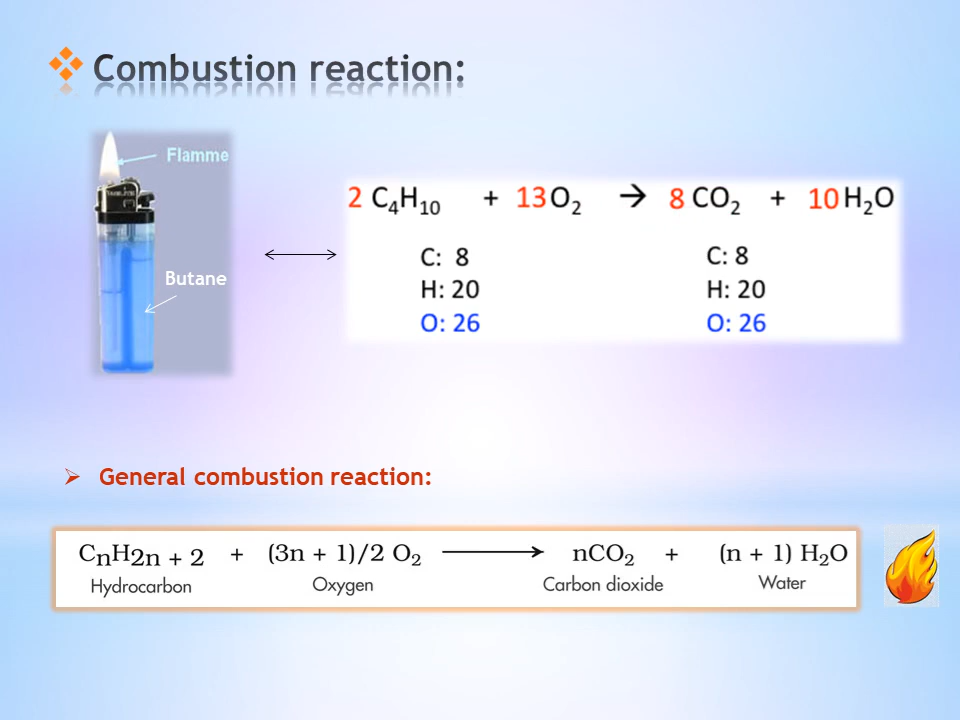 ❖ Combustion reaction:
Flamme
Butane
2 C₄H₁₀ + 13 O₂ → 8 CO₂ + 10 H₂O
C: 8 C: 8
H: 20 H: 20
O: 26 O: 26
➢ General combustion reaction:
CnH2n + 2 + (3n + 1)/2 O₂ ⟶ nCO₂ + (n + 1) H₂O
Hydrocarbon Oxygen Carbon dioxide Water